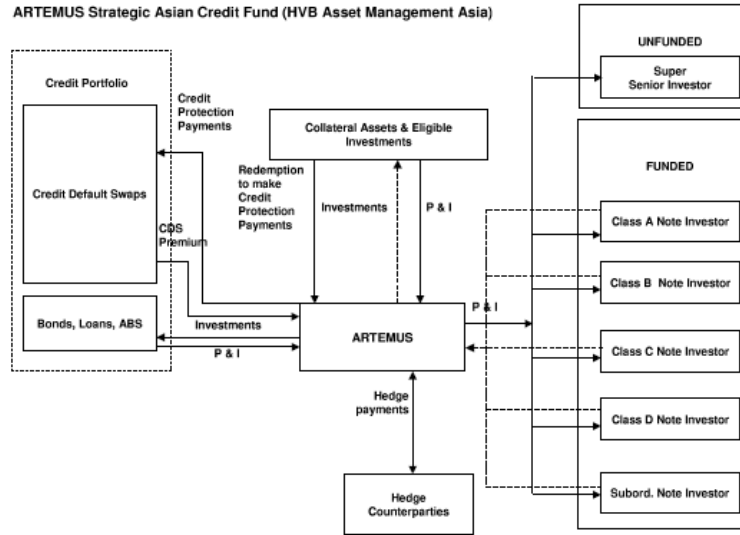 ARTEMUS Strategic Asian Credit Fund (HVB Asset Management Asia)
UNFUNDED
Super
Senior Investor
Credit Portfolio
Credit
Protection
Payments
Collateral Assets & Eligible
Investments
FUNDED
Credit Default Swaps
Redemption
to make
Credit
Protection
Payments
Investments
P & I
Class A Note Investor
CDS
Premium
Class B Note Investor
Bonds, Loans, ABS
Investments
P & I
ARTEMUS
P & I
Class C Note Investor
Hedge
payments
Class D Note Investor
Hedge
Counterparties
Subord. Note Investor